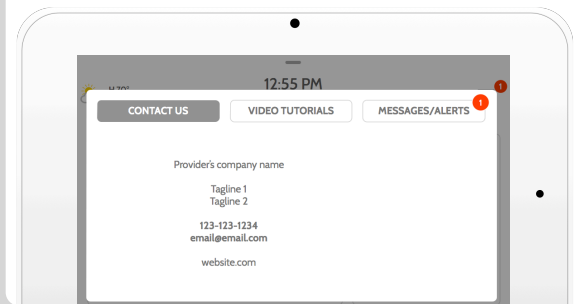 12:55 PM
1
CONTACT US
VIDEO TUTORIALS
MESSAGES/ALERTS
1
Provider's company name
Tagline 1
Tagline 2
123-123-1234
email@email.com
website.com